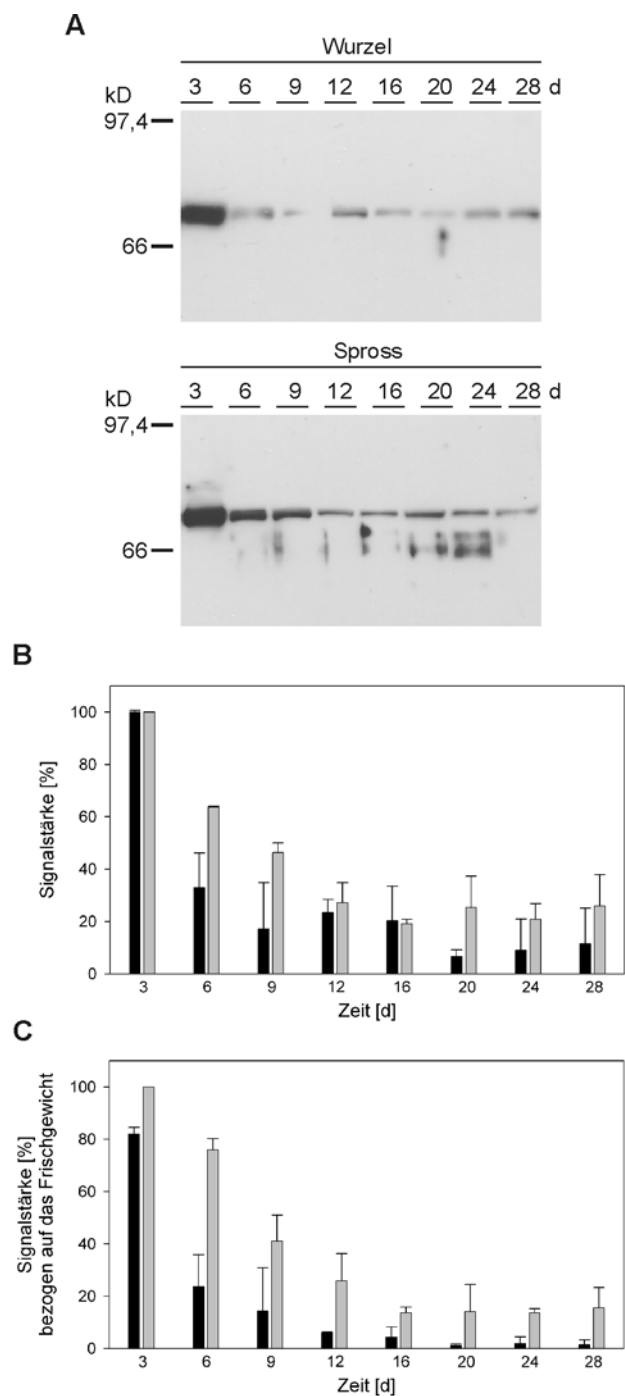 A
Wurzel
kD 3 6 9 12 16 20 24 28 d
97,4
66
Spross
kD 3 6 9 12 16 20 24 28 d
97,4
66
B
100
80
60
40
20
0
Signalstärke [%]
3 6 9 12 16 20 24 28
Zeit [d]
C
100
80
60
40
20
0
Signalstärke [%]
bezogen auf das Frischgewicht
3 6 9 12 16 20 24 28
Zeit [d]